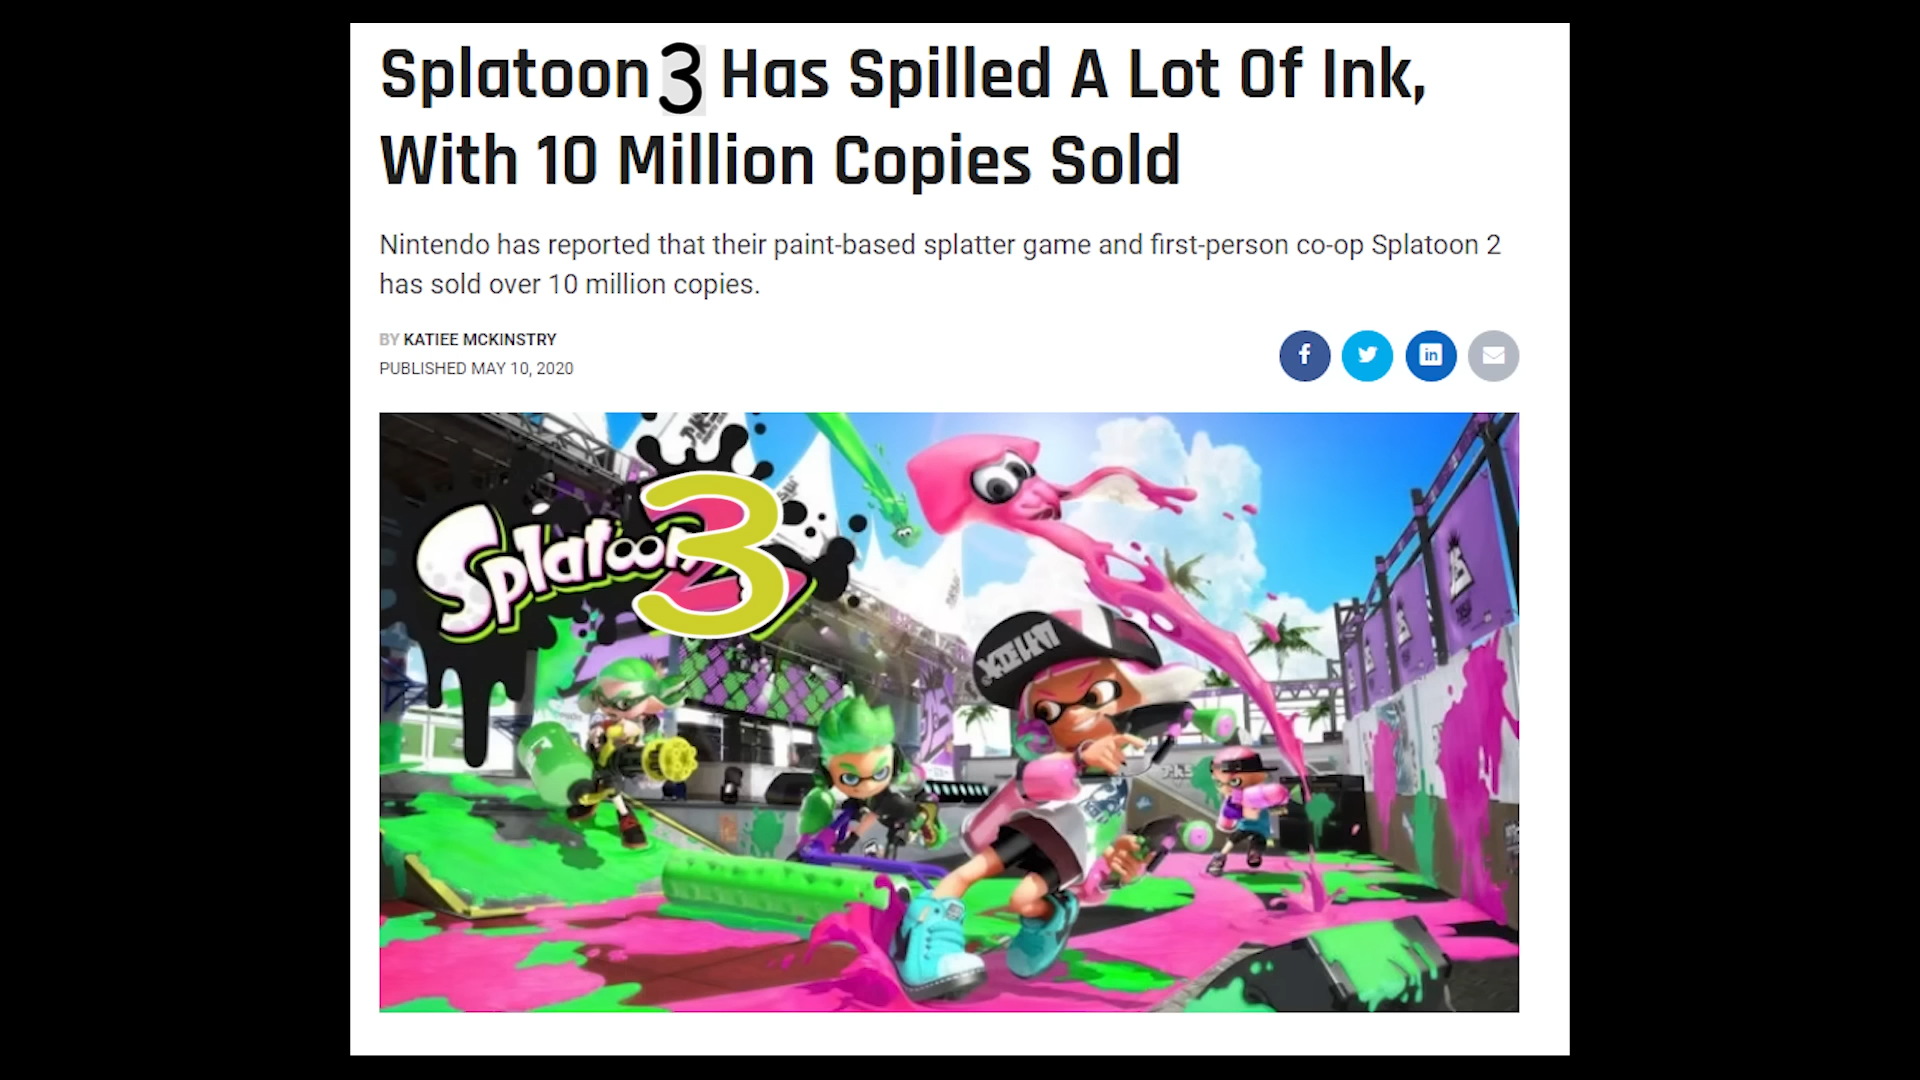 Splatoon 3 Has Spilled A Lot Of Ink,
With 10 Million Copies Sold
Nintendo has reported that their paint-based splatter game and first-person co-op Splatoon 2
has sold over 10 million copies.
BY KATIEE MCKINSTRY
PUBLISHED MAY 10, 2020
f
in
Splatoon 3